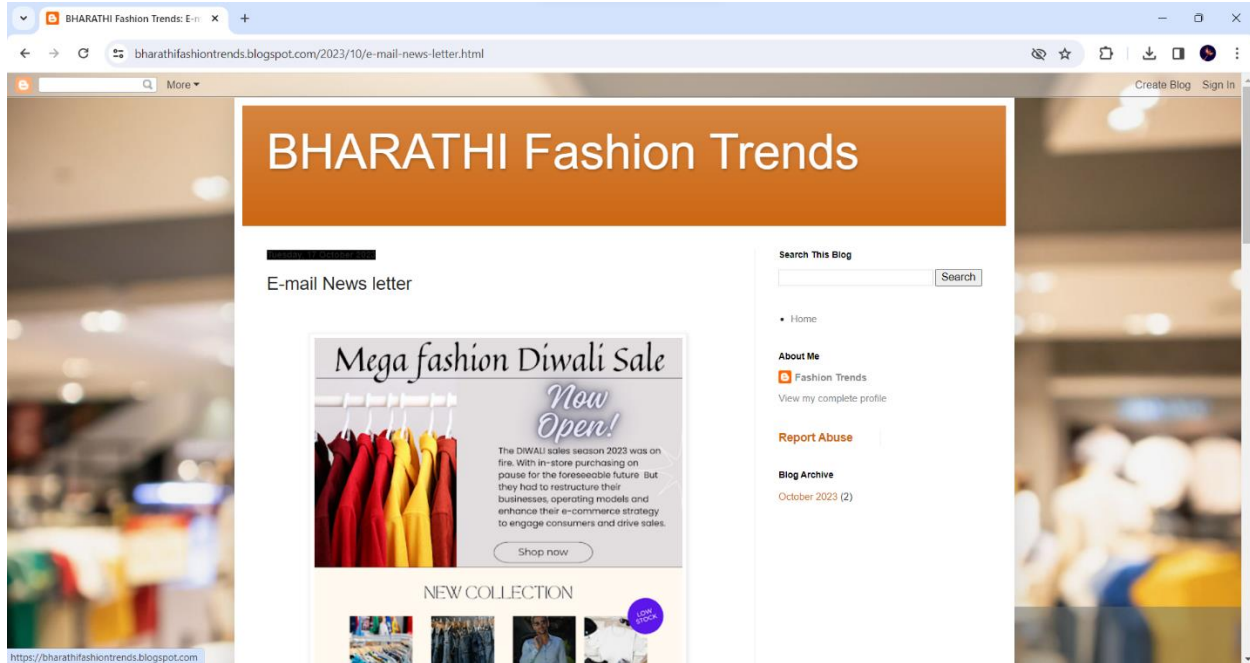 BHARATHI Fashion Trends: E-m
bharathifashiontrends.blogspot.com/2023/10/e-mail-news-letter.html
More
Create Blog Sign In
BHARATHI Fashion Trends
Tuesday, 17 October 2023
E-mail News letter
Mega fashion Diwali Sale
Now
Open!
The DIWALI sales season 2023 was on
fire. With in-store purchasing on
pause for the foreseeable future But
they had to restructure their
businesses, operating models and
enhance their e-commerce strategy
to engage consumers and drive sales.
Shop now
NEW COLLECTION
LOW
STOCK
Search This Blog
Search
Home
About Me
Fashion Trends
View my complete profile
Report Abuse
Blog Archive
October 2023 (2)
https://bharathifashiontrends.blogspot.com